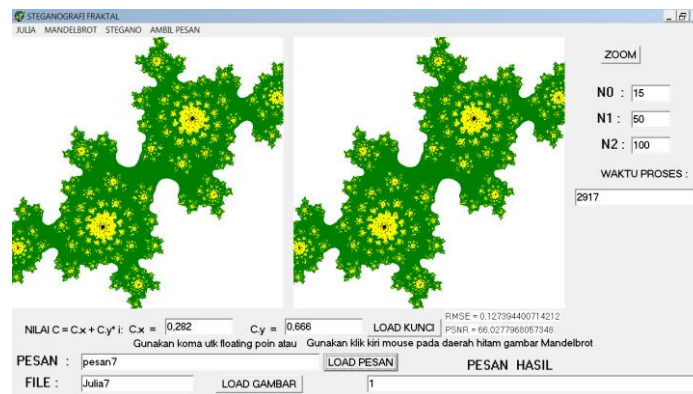 STEGANOGRAFI FRAKTAL
JULIA MANDELBROT STEGANO AMBIL PESAN
ZOOM
N0 : 15
N1 : 50
N2 : 100
WAKTU PROSES :
2917
RMSE = 0,127394400714212
NILAI C = C.x + C.y* i: C.x = 0,282 C.y = 0,666 LOAD KUNCI PSNR = 66,0277968057348
Gunakan koma utk floating poin atau Gunakan klik kiri mouse pada daerah hitam gambar Mandelbrot
PESAN : pesan7 LOAD PESAN PESAN HASIL
FILE : Julia7 LOAD GAMBAR 1